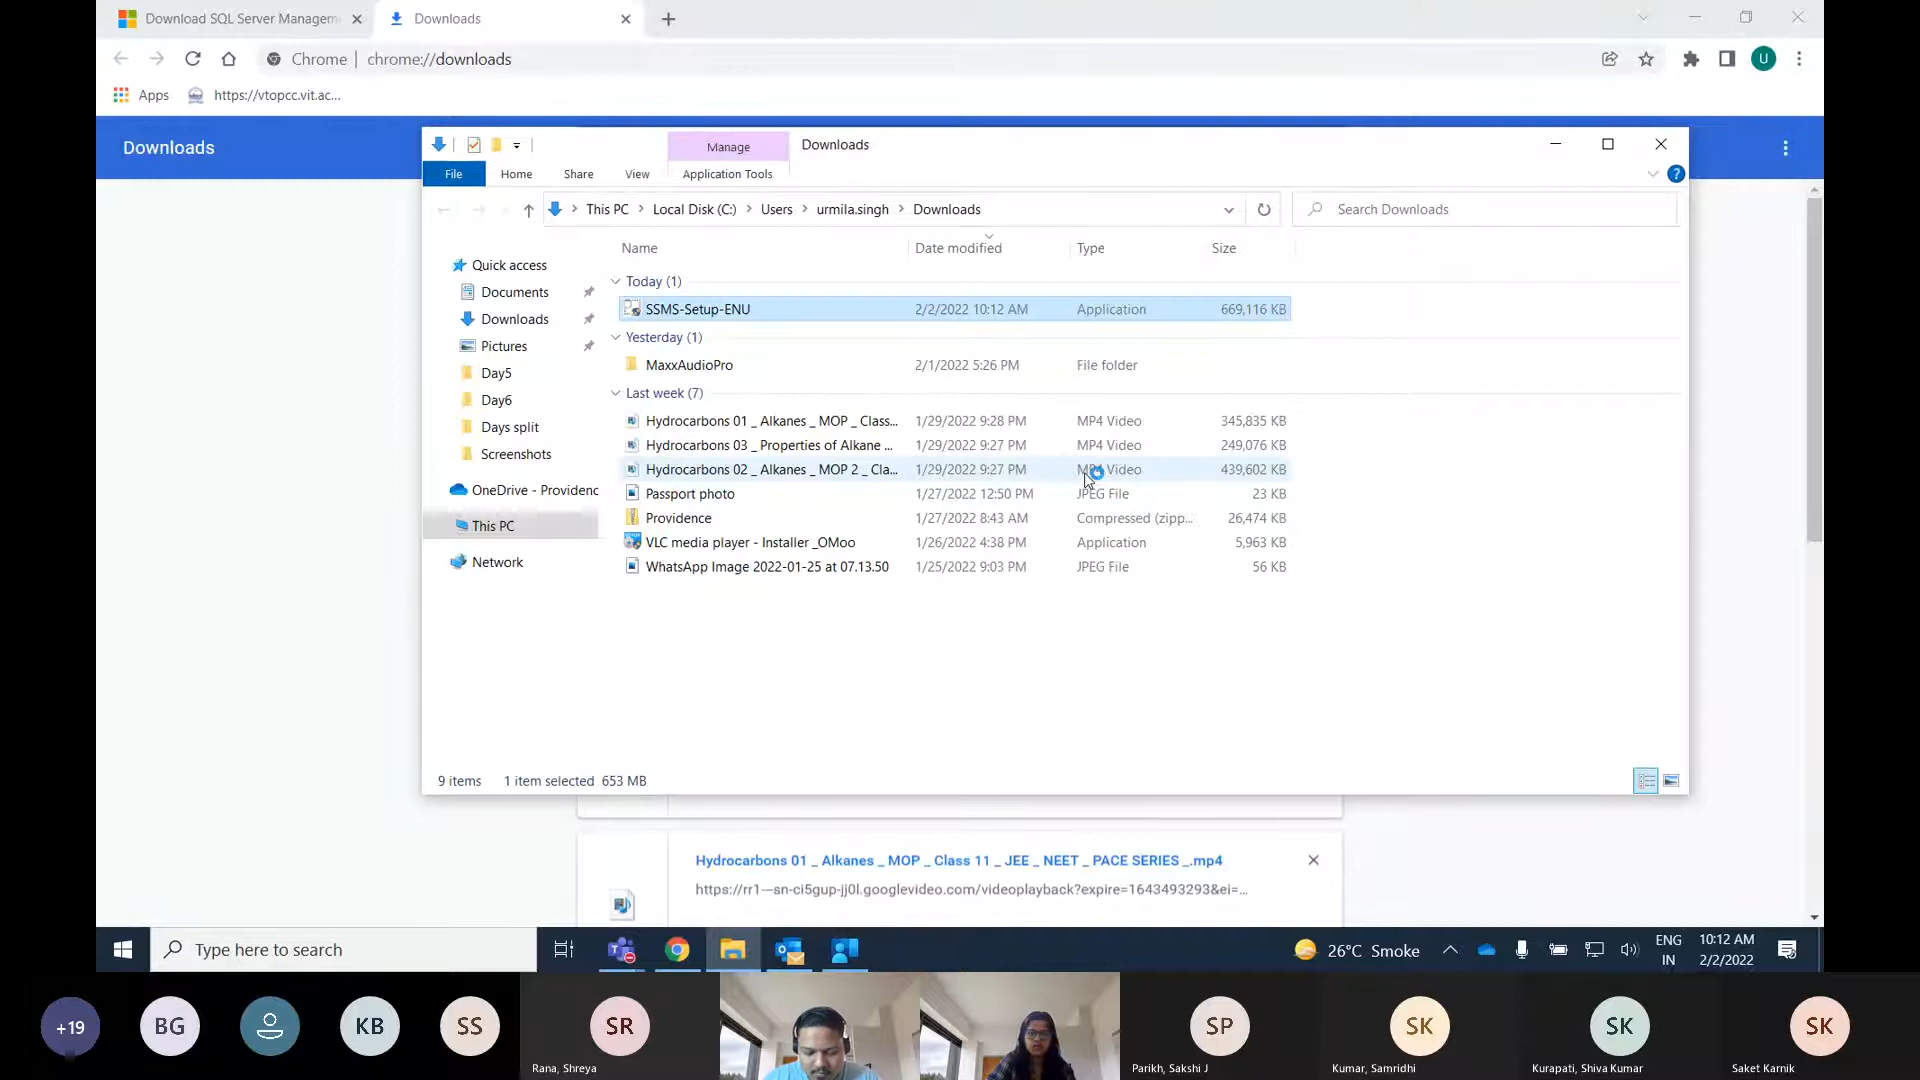 Download SQL Server Managem
Downloads
Chrome | chrome://downloads
U
Apps
https://vtopcc.vit.ac...
Downloads
Manage
Downloads
File
Home
Share
View
Application Tools
This PC > Local Disk (C:) > Users > urmila.singh > Downloads
Search Downloads
Name
Date modified
Type
Size
Quick access
Documents
Downloads
Pictures
Day5
Day6
Days split
Screenshots
OneDrive - Providenc
This PC
Network
Today (1)
SSMS-Setup-ENU 2/2/2022 10:12 AM Application 669,116 KB
Yesterday (1)
MaxxAudioPro 2/1/2022 5:26 PM File folder
Last week (7)
Hydrocarbons 01 _ Alkanes _ MOP _ Class... 1/29/2022 9:28 PM MP4 Video 345,835 KB
Hydrocarbons 03 _ Properties of Alkane ... 1/29/2022 9:27 PM MP4 Video 249,076 KB
Hydrocarbons 02 _ Alkanes _ MOP 2 _ Cla... 1/29/2022 9:27 PM MP4 Video 439,602 KB
Passport photo 1/27/2022 12:50 PM JPEG File 23 KB
Providence 1/27/2022 8:43 AM Compressed (zipp... 26,474 KB
VLC media player - Installer _OMoo 1/26/2022 4:38 PM Application 5,963 KB
WhatsApp Image 2022-01-25 at 07.13.50 1/25/2022 9:03 PM JPEG File 56 KB
9 items 1 item selected 653 MB
Hydrocarbons 01 _ Alkanes _ MOP _ Class 11 _ JEE _ NEET _ PACE SERIES _.mp4
https://rr1---sn-ci5gup-jj0l.googlevideo.com/videoplayback?expire=1643493293&ei=...
Type here to search
26°C Smoke
ENG
IN
10:12 AM
2/2/2022
+19
BG
KB
SS
SR
Rana, Shreya
SP
Parikh, Sakshi J
SK
Kumar, Samridhi
SK
Kurapati, Shiva Kumar
SK
Saket Karnik